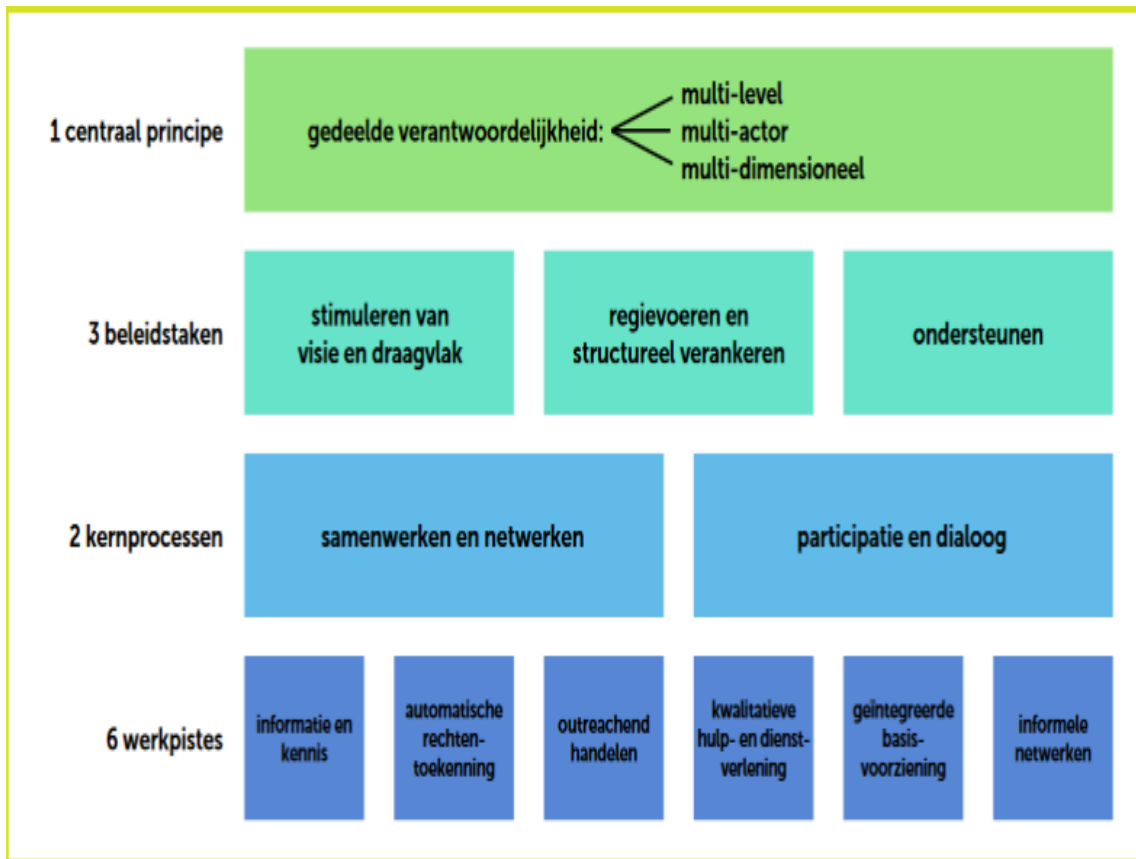 1 centraal principe
gedeelde verantwoordelijkheid:
multi-level
multi-actor
multi-dimensioneel
3 beleidstaken
stimuleren van
visie en draagvlak
regievoeren en
structureel verankeren
ondersteunen
2 kernprocessen
samenwerken en netwerken
participatie en dialoog
6 werkpistes
informatie en
kennis
automatische
rechten-
toekenning
outreachend
handelen
kwalitatieve
hulp- en dienst-
verlening
geïntegreerde
basis-
voorziening
informele
netwerken